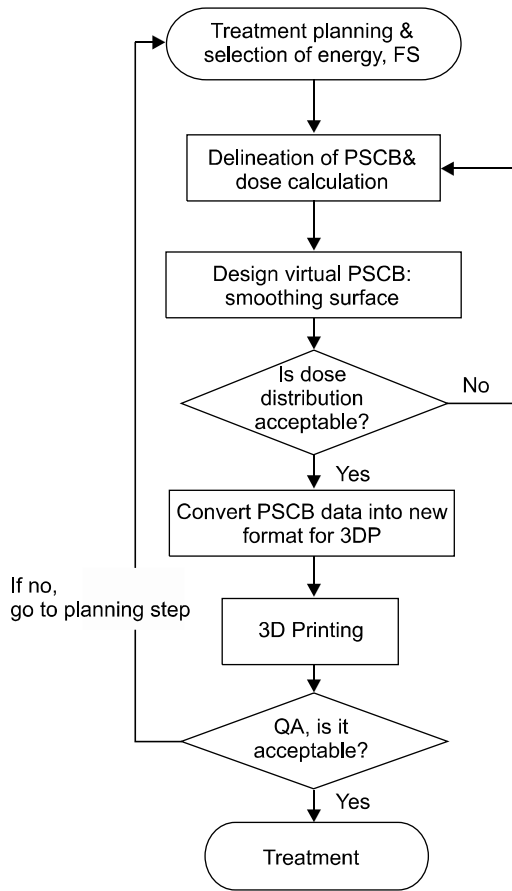 Treatment planning &
selection of energy, FS
Delineation of PSCB&
dose calculation
Design virtual PSCB:
smoothing surface
Is dose
distribution
acceptable?
No
Yes
Convert PSCB data into new
format for 3DP
If no,
go to planning step
3D Printing
QA, is it
acceptable?
Yes
Treatment